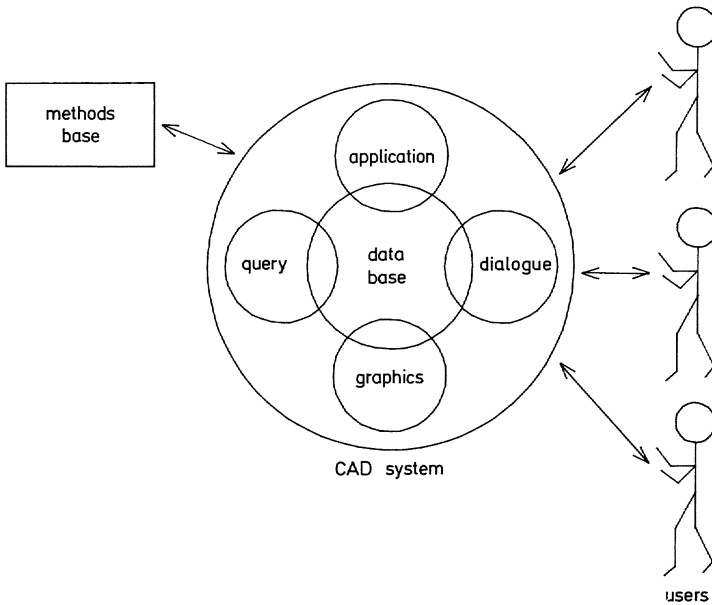 methods
base
application
query
data
base
dialogue
graphics
CAD system
users